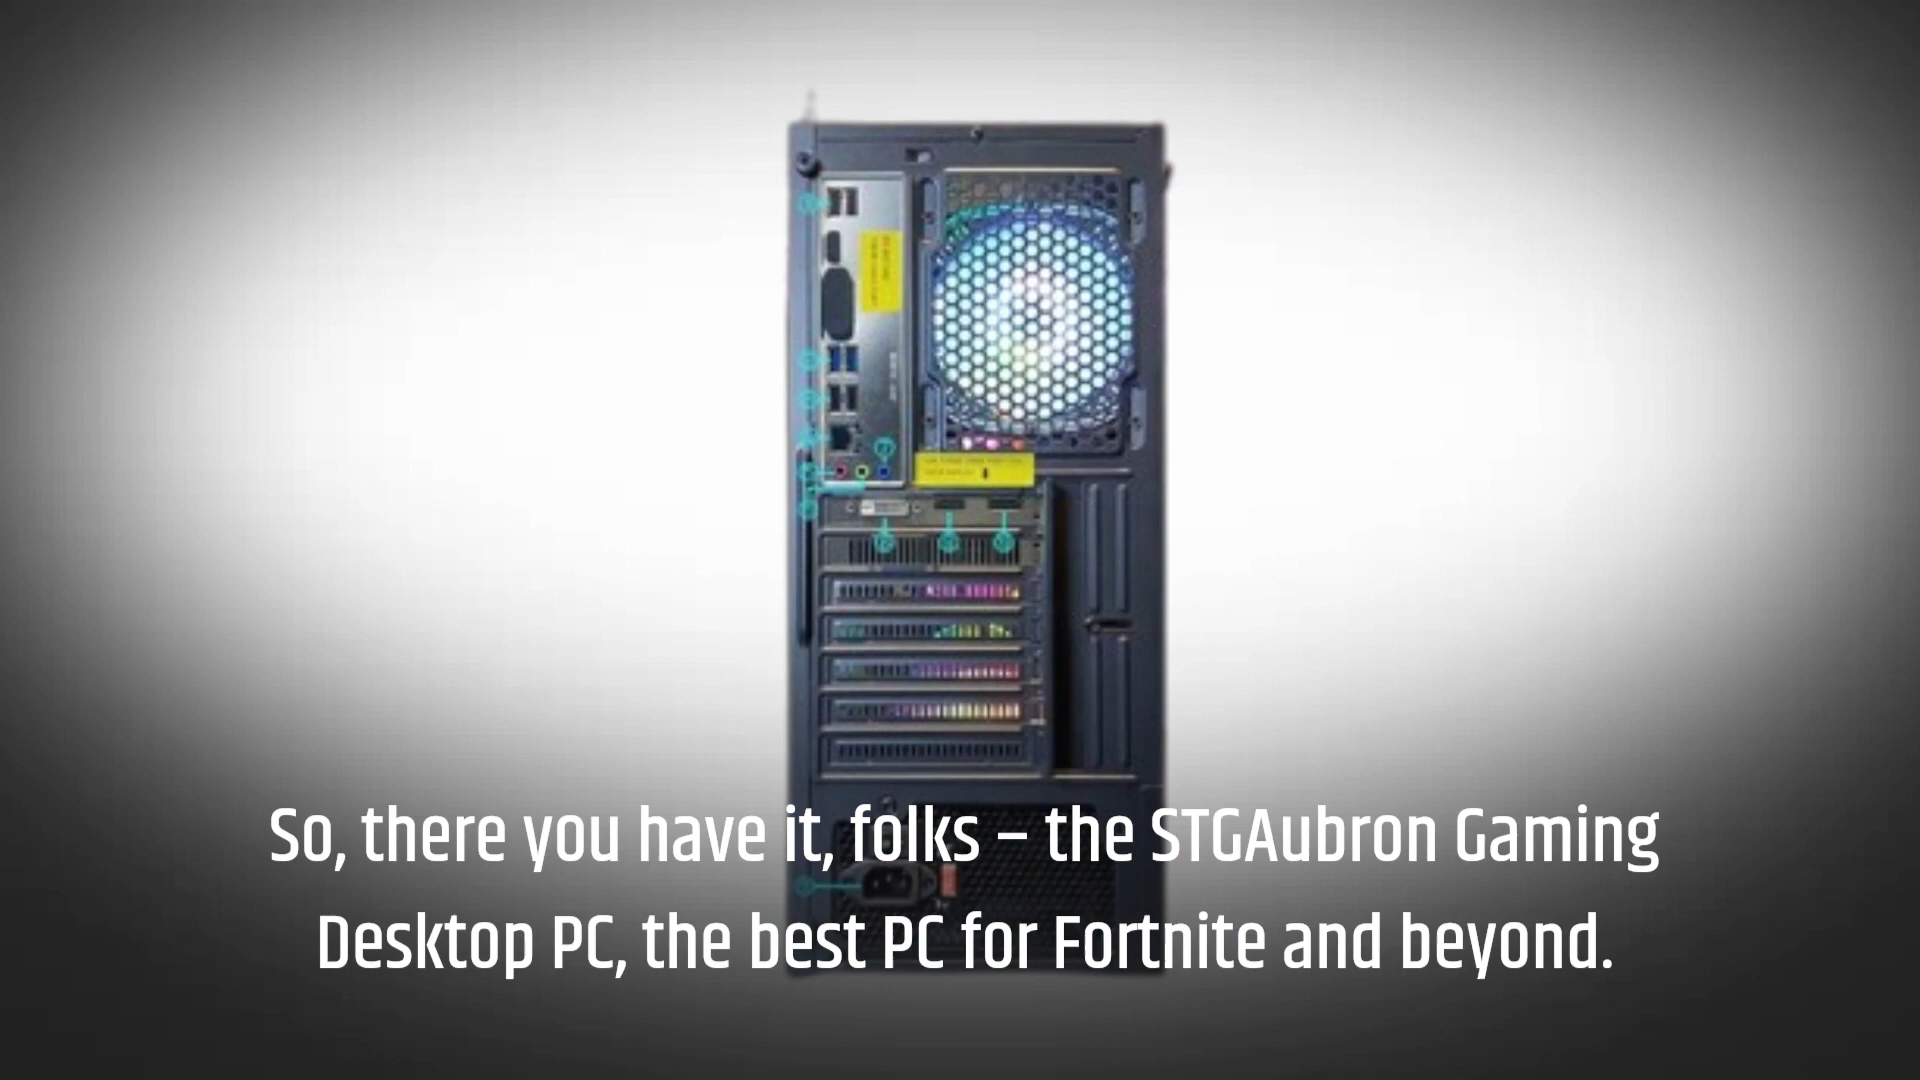 So, there you have it, folks – the STGAubron Gaming
Desktop PC, the best PC for Fortnite and beyond.